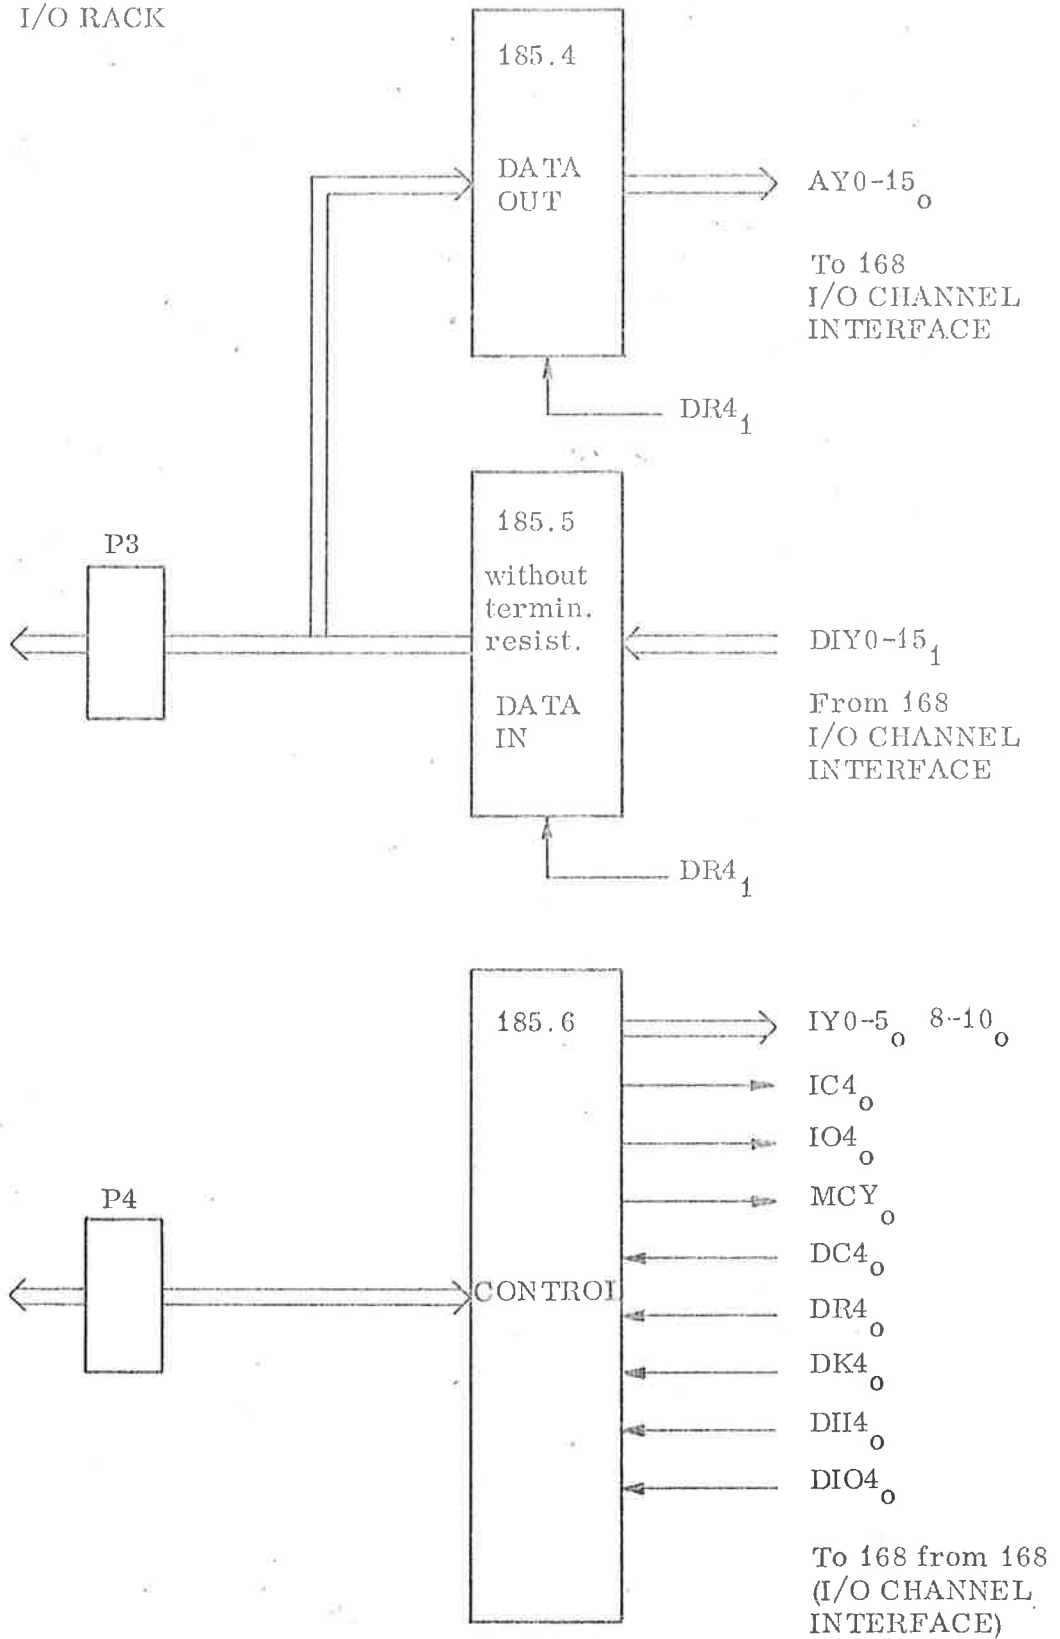 I/O RACK
185.4
DATA
OUT
AY0-15o
To 168
I/O CHANNEL
INTERFACE
DR41
185.5
without
termin.
resist.
DATA
IN
P3
DIY0-151
From 168
I/O CHANNEL
INTERFACE
DR41
185.6
CONTROL
P4
IY0-5o 8-10o
IC4o
IO4o
MCYo
DC4o
DR4o
DK4o
DII4o
DIO4o
To 168 from 168
(I/O CHANNEL
INTERFACE)